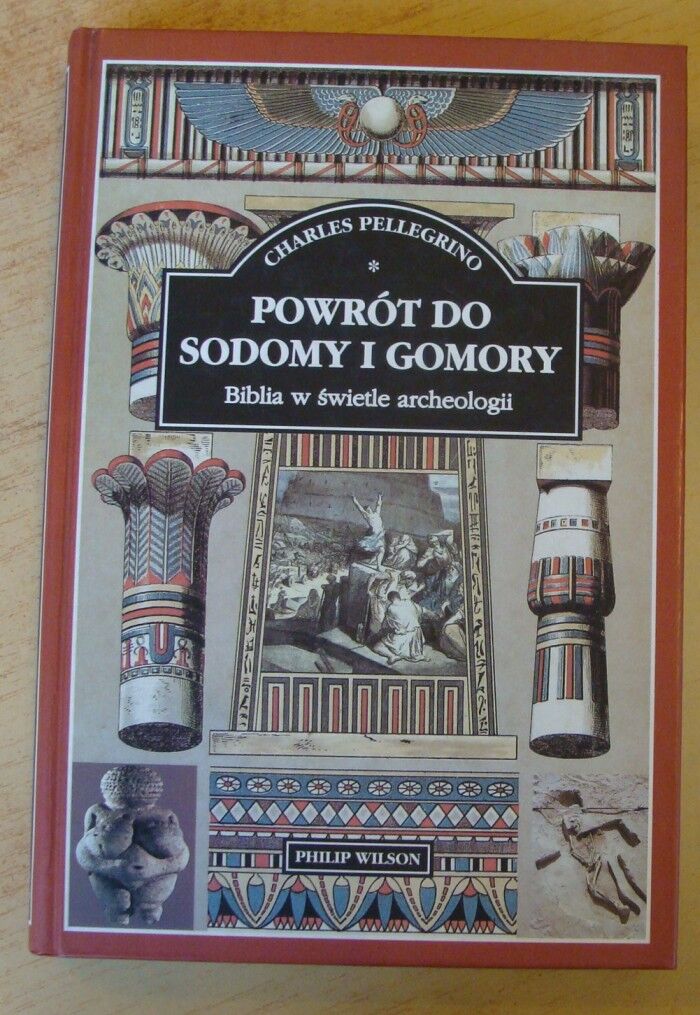 CHARLES PELLEGRINO
*
POWRÓT DO
SODOMY I GOMORY
Biblia w świetle archeologii
PHILIP WILSON